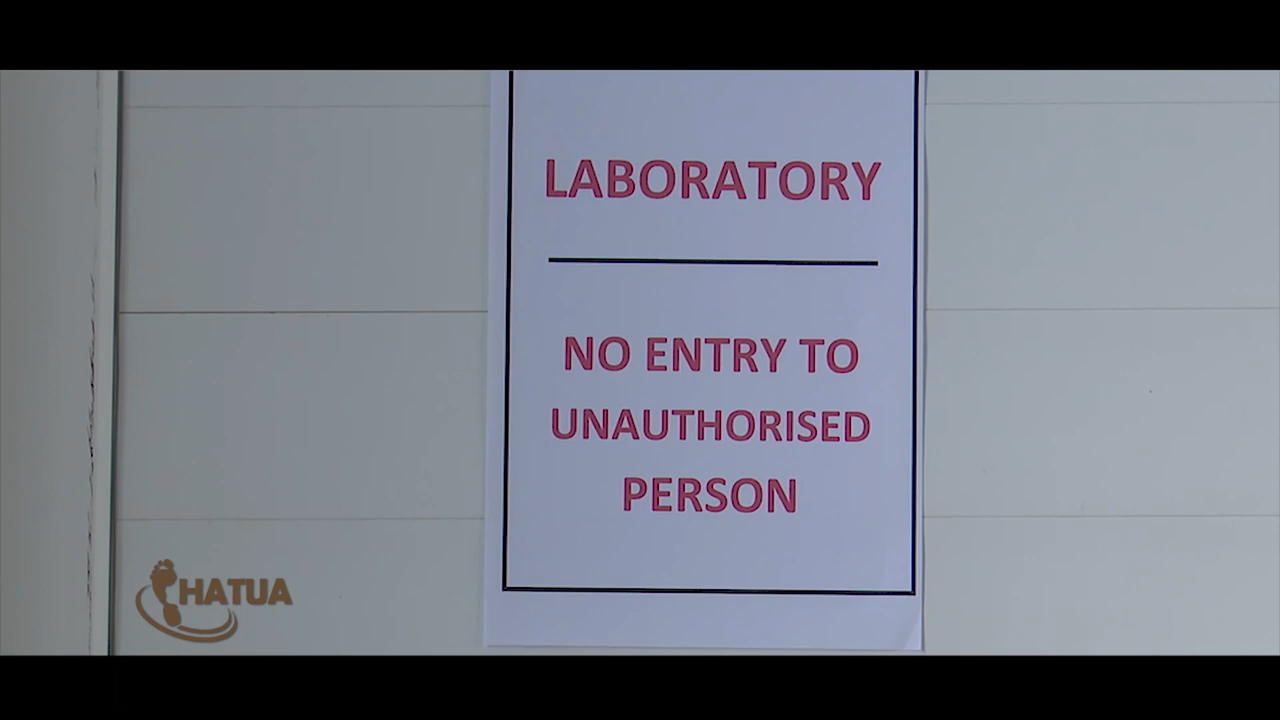 LABORATORY
NO ENTRY TO
UNAUTHORISED
PERSON
HATUA